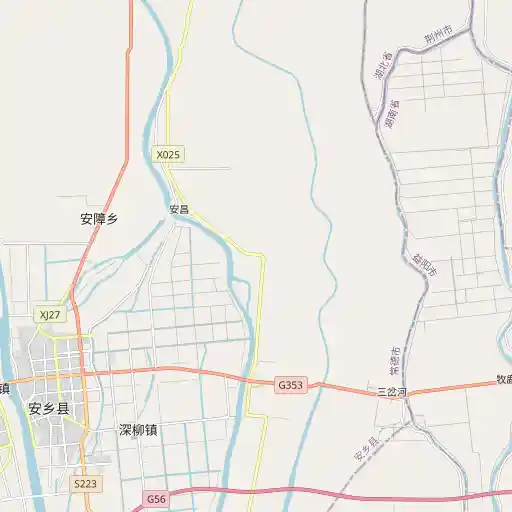 荆州市
湖北省
湖南省
X025
安昌
安障乡
益阳市
XJ27
常德市
G353
牧鹿
镇
三岔河
安乡县
深柳镇
安乡县
S223
G56